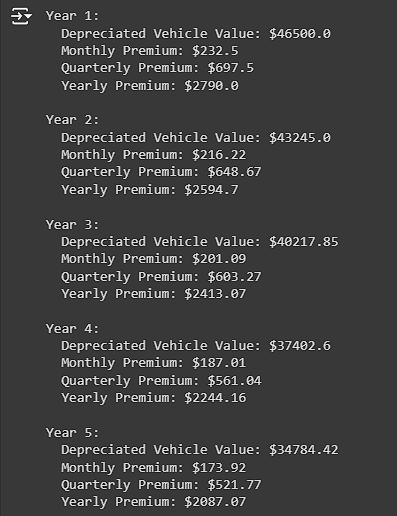 Year 1:
Depreciated Vehicle Value: $46500.0
Monthly Premium: $232.5
Quarterly Premium: $697.5
Yearly Premium: $2790.0
Year 2:
Depreciated Vehicle Value: $43245.0
Monthly Premium: $216.22
Quarterly Premium: $648.67
Yearly Premium: $2594.7
Year 3:
Depreciated Vehicle Value: $40217.85
Monthly Premium: $201.09
Quarterly Premium: $603.27
Yearly Premium: $2413.07
Year 4:
Depreciated Vehicle Value: $37402.6
Monthly Premium: $187.01
Quarterly Premium: $561.04
Yearly Premium: $2244.16
Year 5:
Depreciated Vehicle Value: $34784.42
Monthly Premium: $173.92
Quarterly Premium: $521.77
Yearly Premium: $2087.07